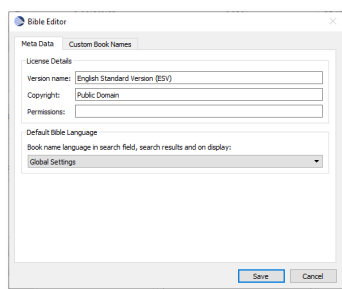 Bible Editor
Meta Data Custom Book Names
License Details
Version name: English Standard Version (ESV)
Copyright: Public Domain
Permissions:
Default Bible Language
Book name language in search field, search results and on display:
Global Settings
Save Cancel